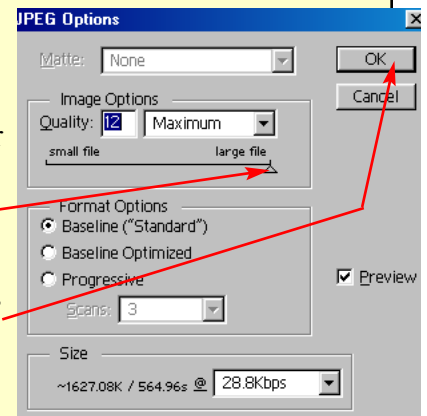 JPEG Options
Matte: None
OK
Image Options
Cancel
Quality: 12 Maximum
small file large file
Format Options
Baseline ("Standard")
Baseline Optimized
Progressive
Preview
Scans: 3
Size
~1627.08K / 564.96s @ 28.8Kbps